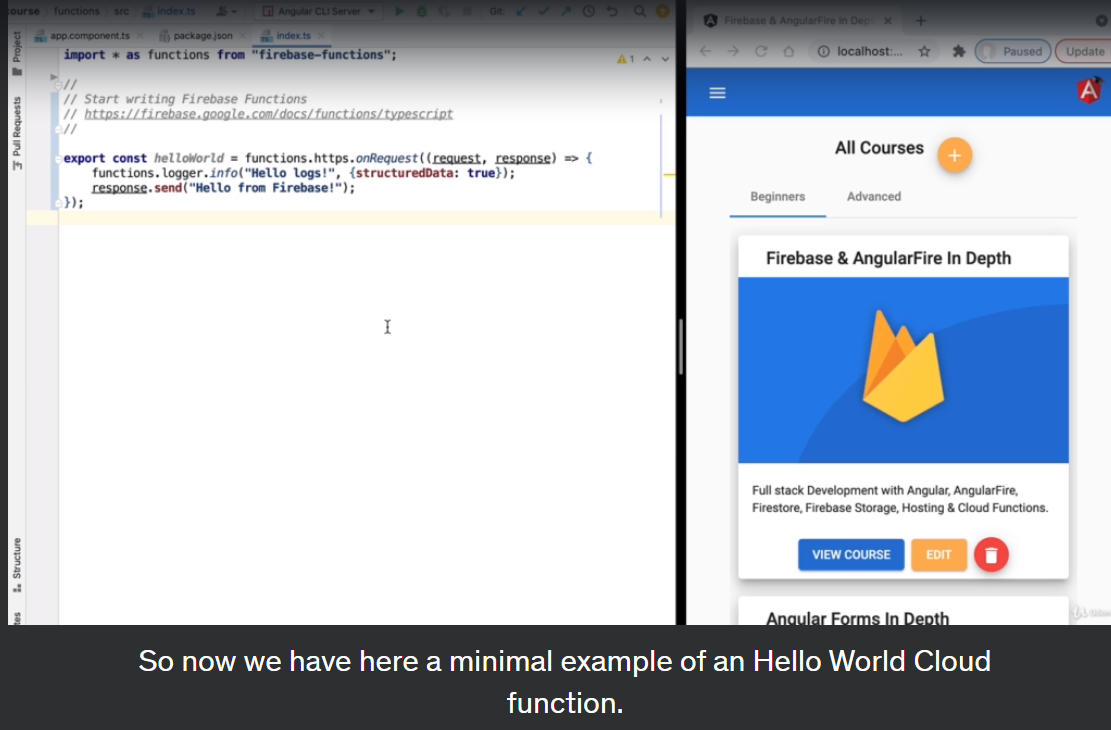 course functions src index.ts Angular CLI Server Git:
app.component.ts package.json index.ts
Project
Pull Requests
Structure
import * as functions from "firebase-functions";
1
//
// Start writing Firebase Functions
// https://firebase.google.com/docs/functions/typescript
//
export const helloWorld = functions.https.onRequest((request, response) => {
functions.logger.info("Hello logs!", {structuredData: true});
response.send("Hello from Firebase!");
});
Firebase & AngularFire In Dep
localhost:... Paused Update
All Courses +
Beginners Advanced
Firebase & AngularFire In Depth
Full stack Development with Angular, AngularFire,
Firestore, Firebase Storage, Hosting & Cloud Functions.
VIEW COURSE EDIT
Angular Forms In Depth
So now we have here a minimal example of an Hello World Cloud
function.